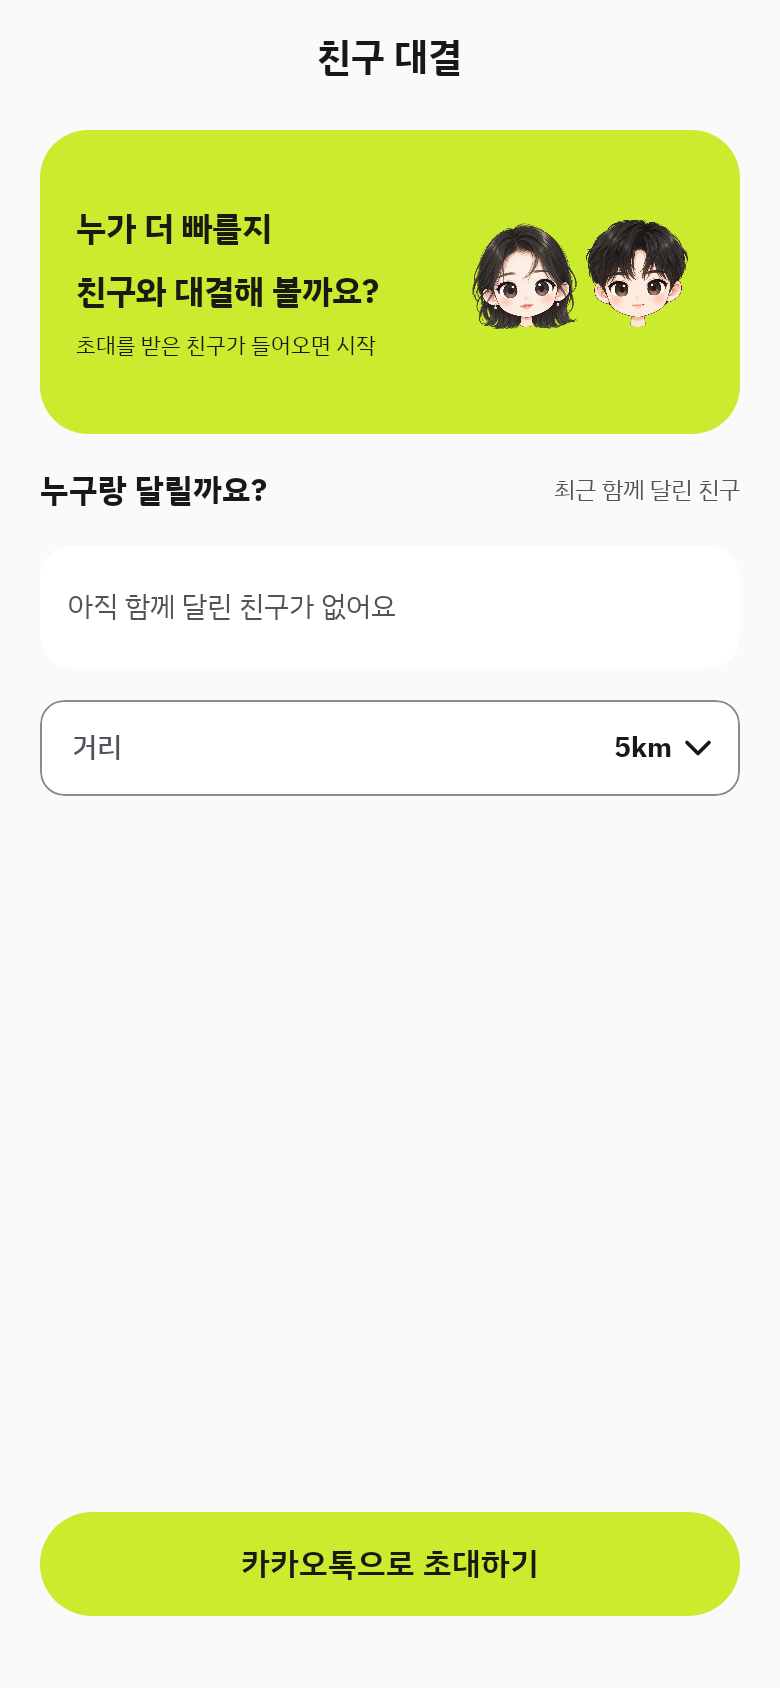 친구 대결
누가 더 빠를지
친구와 대결해 볼까요?
초대를 받은 친구가 들어오면 시작
누구랑 달릴까요?
최근 함께 달린 친구
아직 함께 달린 친구가 없어요
거리
5km
카카오톡으로 초대하기